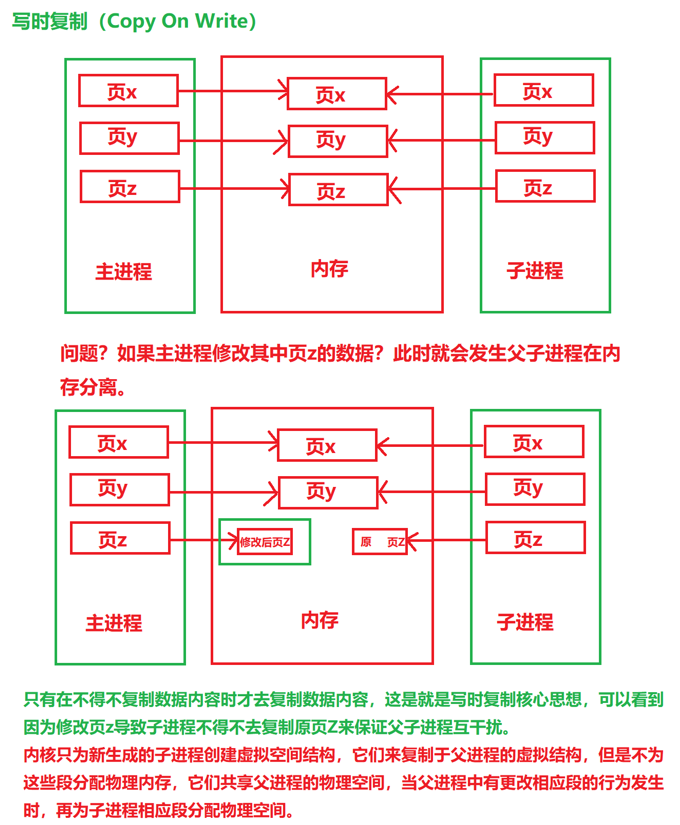 写时复制（Copy On Write）
页x 页x 页x
页y 页y 页y
页z 页z 页z
主进程 内存 子进程
问题？如果主进程修改其中页z的数据？此时就会发生父子进程在内
存分离。
页x 页x 页x
页y 页y 页y
页z 修改后页Z 原 页Z 页z
主进程 内存 子进程
只有在不得不复制数据内容时才去复制数据内容，这是就是写时复制核心思想，可以看到
因为修改页z导致子进程不得不去复制原页Z来保证父子进程互干扰。
内核只为新生成的子进程创建虚拟空间结构，它们来复制于父进程的虚拟结构，但是不为
这些段分配物理内存，它们共享父进程的物理空间，当父进程中有更改相应段的行为发生
时，再为子进程相应段分配物理空间。